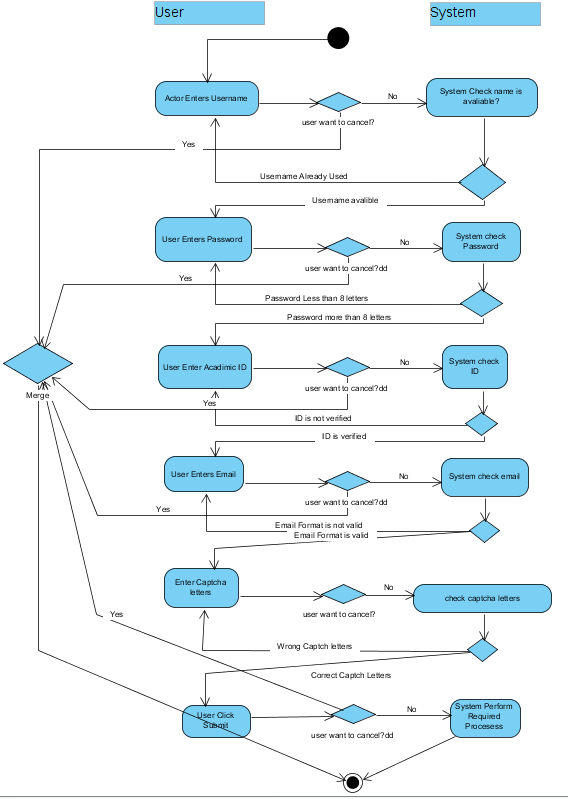 User
System
Actor Enters Username
No
System Check name is
avaliable?
user want to cancel?
Yes
Username Already Used
Username avalible
User Enters Password
No
System check
Password
user want to cancel?dd
Yes
Password Less than 8 letters
Password more than 8 letters
User Enter Acadimic ID
No
System check
ID
user want to cancel?dd
Merge
Yes
ID is not verified
ID is verified
User Enters Email
No
System check email
user want to cancel?dd
Yes
Email Format is not valid
Email Format is valid
Enter Captcha
letters
No
check captcha letters
user want to cancel?
Yes
Wrong Captch letters
Correct Captch Letters
User Click
Submit
No
System Perform
Required
Procesess
user want to cancel?dd